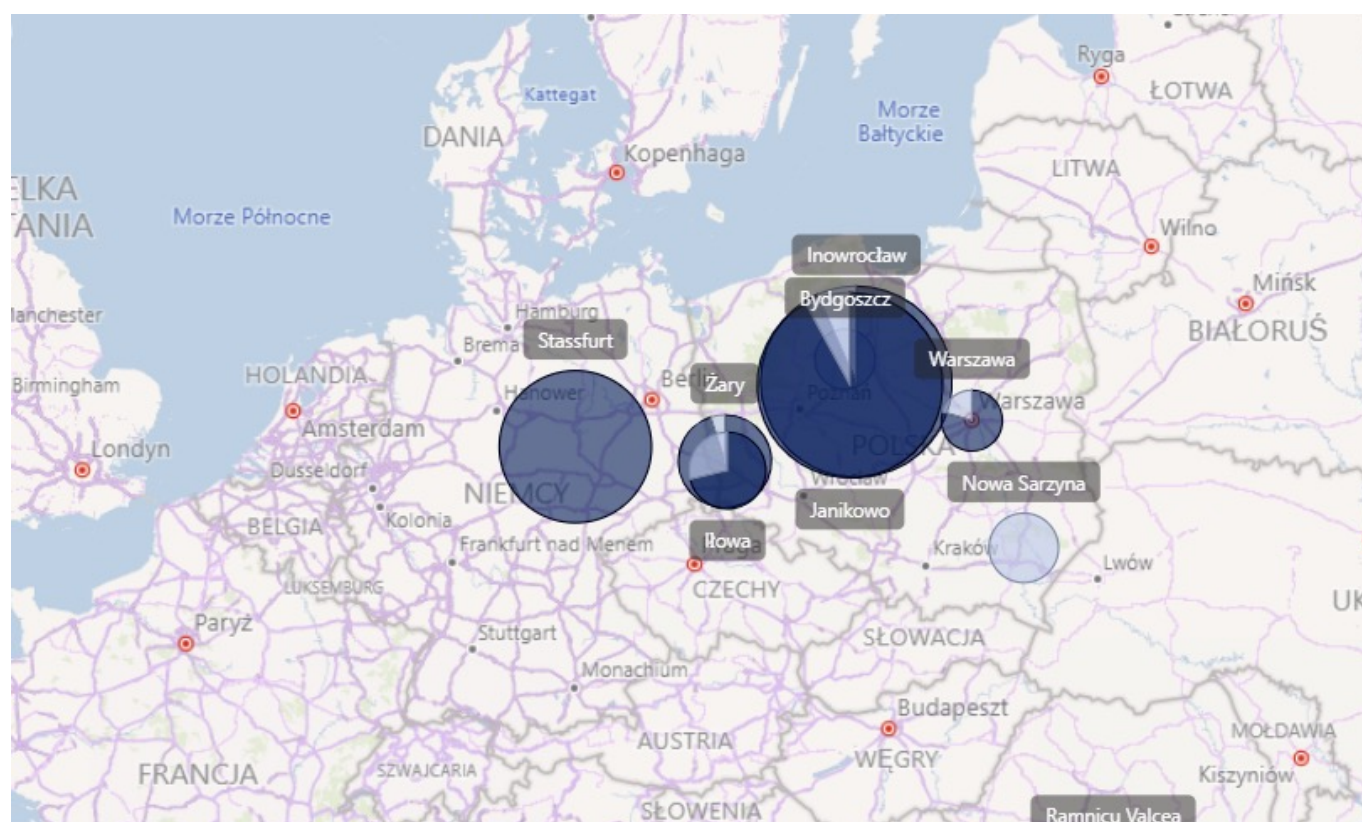 Ryga
ŁOTWA
Kattegat
Morze
Bałtyckie
DANIA
Kopenhaga
LITWA
ELKA
TANIA
Morze Północne
Wilno
Inowrocław
Mińsk
Bydgoszcz
BIAŁORUŚ
Manchester
Hamburg
Stassfurt
Brema
Warszawa
HOLANDIA
Berlin
Żary
Birmingham
Hanower
Poznań
Warszawa
Amsterdam
POLSKA
Londyn
Dusseldorf
NIEMCY
Wrocław
Nowa Sarzyna
Janikowo
BELGIA
Kolonia
Iłowa
Praga
Frankfurt nad Menem
Kraków
Lwów
LUKSEMBURG
CZECHY
UK
Paryż
Stuttgart
SŁOWACJA
Monachium
Budapeszt
MOŁDAWIA
AUSTRIA
WĘGRY
FRANCJA
SZWAJCARIA
Kiszyniów
SŁOWENIA
Ramnicu Valcea